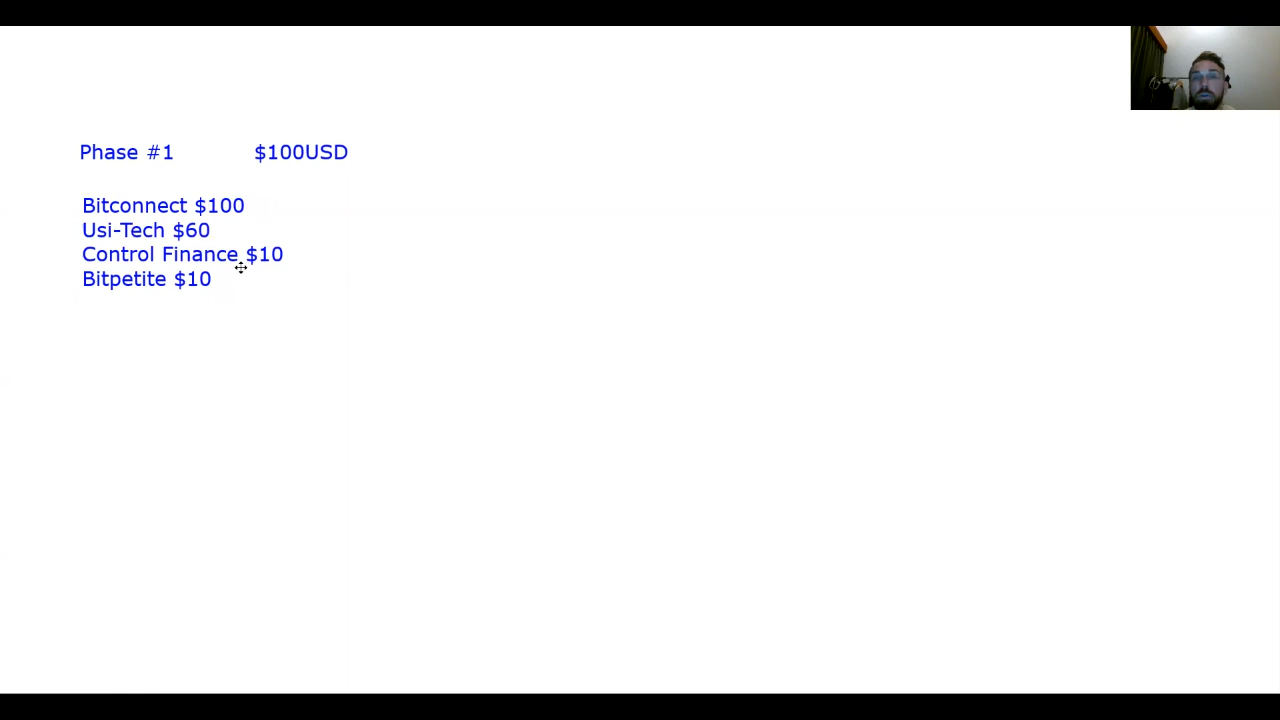 Phase #1 $100USD
Bitconnect $100
Usi-Tech $60
Control Finance $10
Bitpetite $10